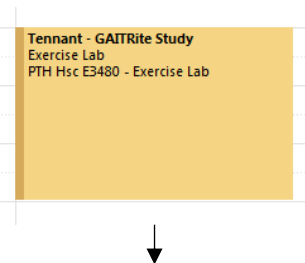 Tennant - GAITRite Study
Exercise Lab
PTH Hsc E3480 - Exercise Lab